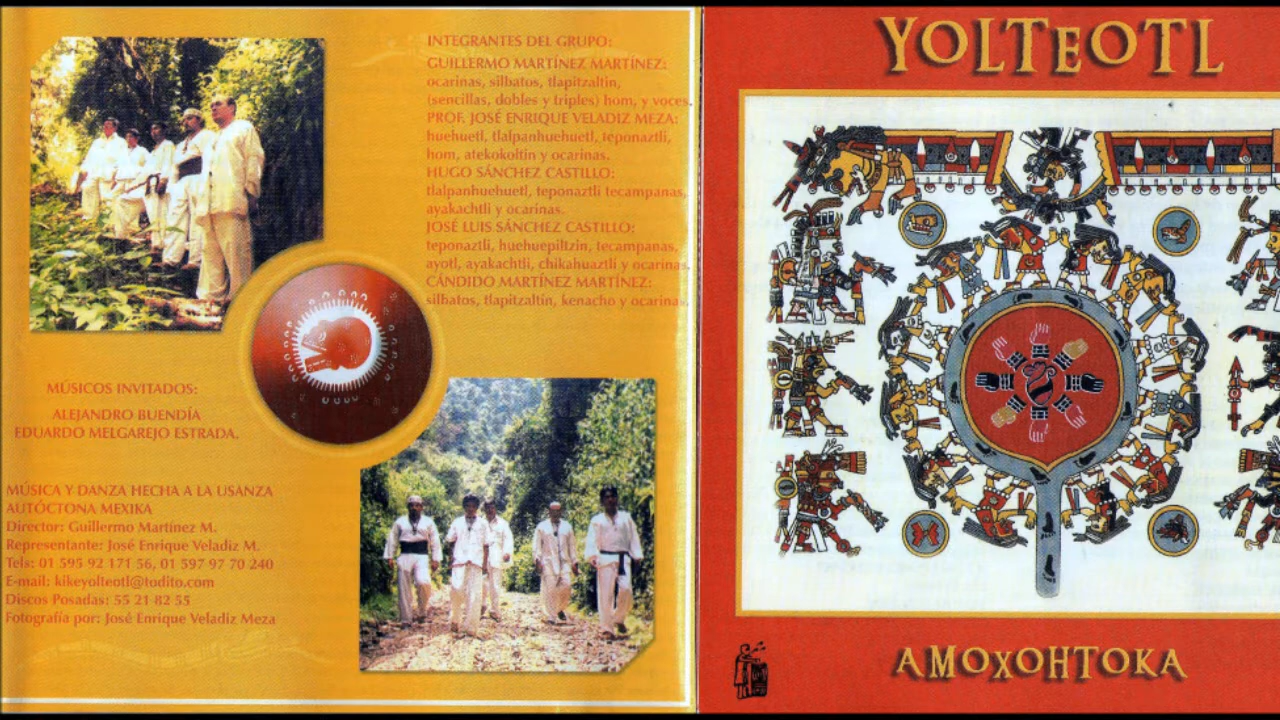 INTEGRANTES DEL GRUPO:
GUILLERMO MARTÍNEZ MARTÍNEZ:
ocarinas, silbatos, tlapitzaltin,
(sencillas, dobles y triples) hom, y voces.
PROF. JOSÉ ENRIQUE VELADIZ MEZA:
huehuetl, tlalpanhuehuetl, teponaztli,
hom, atekokoltin y ocarinas.
HUGO SÁNCHEZ CASTILLO:
tlalpanhuehuetl, teponaztli tecampanas,
ayakachtli y ocarinas.
JOSÉ LUIS SÁNCHEZ CASTILLO:
teponaztli, huehuepiltzin, tecampanas,
ayotl, ayakachtli, chikahuaztli y ocarinas.
CÁNDIDO MARTÍNEZ MARTÍNEZ:
silbatos, tlapitzaltin, kenacho y ocarinas.
MÚSICOS INVITADOS:
ALEJANDRO BUENDÍA
EDUARDO MELGAREJO ESTRADA.
MÚSICA Y DANZA HECHA A LA USANZA
AUTÓCTONA MEXIKA
Director: Guillermo Martínez M.
Representante: José Enrique Veladiz M.
Tels: 01 595 92 171 56, 01 597 97 70 240
E-mail: kikeyolteotl@tudito.com
Discos Posadas: 55 21 82 55
Fotografía por: José Enrique Veladiz Meza
YOLTEOTL
AMOXOHTOKA